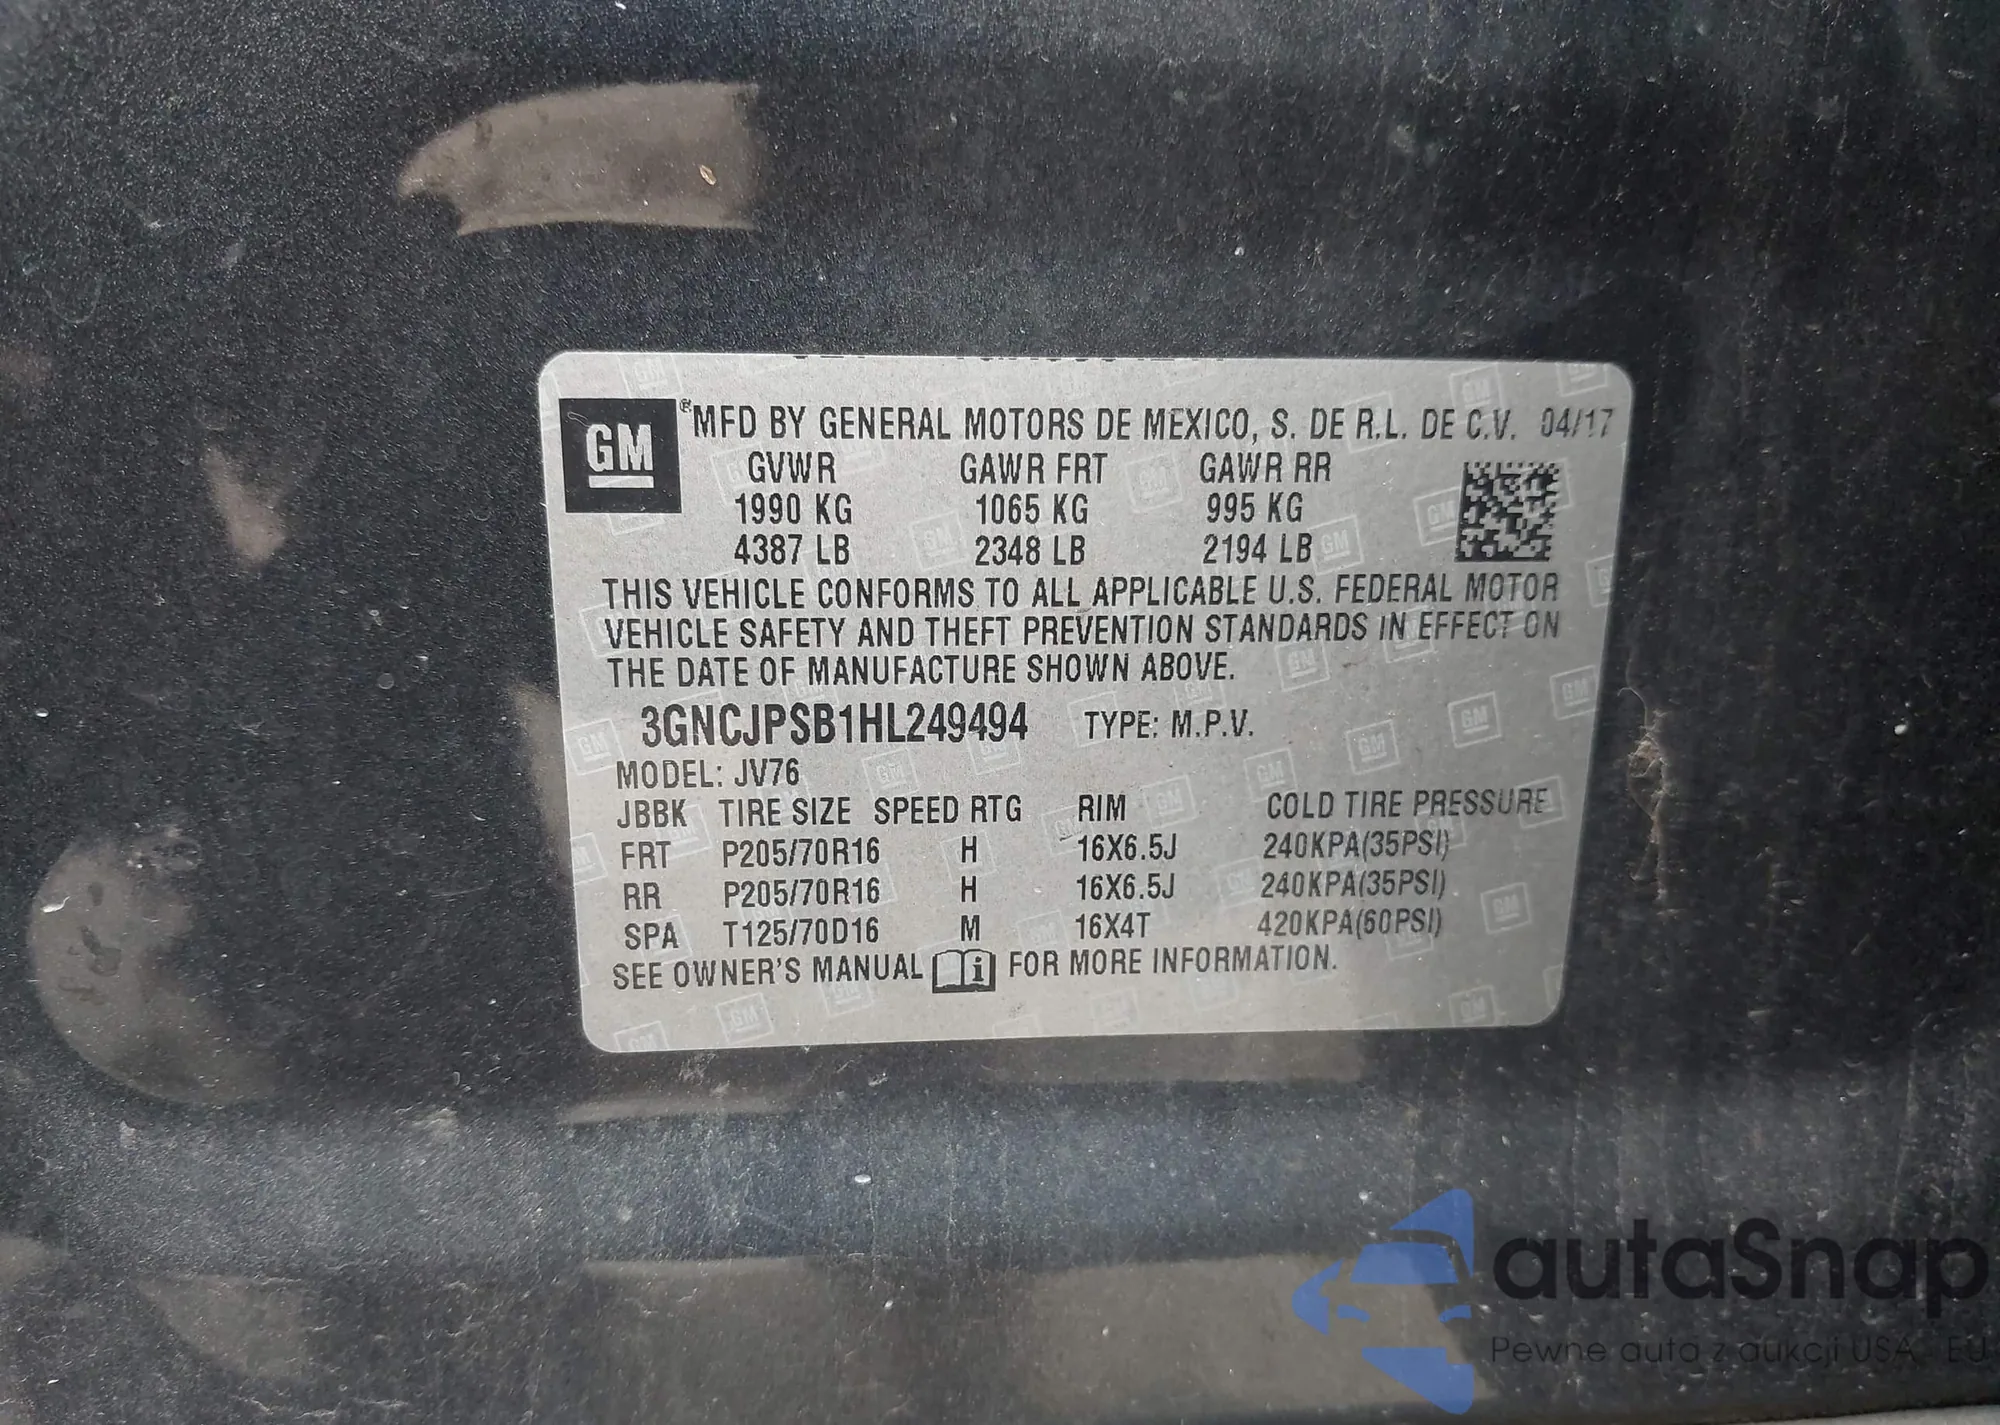 GM ®MFD BY GENERAL MOTORS DE MEXICO, S. DE R.L. DE C.V. 04/17
GVWR GAWR FRT GAWR RR
1990 KG 1065 KG 995 KG
4387 LB 2348 LB 2194 LB
THIS VEHICLE CONFORMS TO ALL APPLICABLE U.S. FEDERAL MOTOR
VEHICLE SAFETY AND THEFT PREVENTION STANDARDS IN EFFECT ON
THE DATE OF MANUFACTURE SHOWN ABOVE.
3GNCJPSB1HL249494 TYPE: M.P.V.
MODEL: JV76
JBBK TIRE SIZE SPEED RTG RIM COLD TIRE PRESSURE
FRT P205/70R16 H 16X6.5J 240KPA(35PSI)
RR P205/70R16 H 16X6.5J 240KPA(35PSI)
SPA T125/70D16 M 16X4T 420KPA(60PSI)
SEE OWNER'S MANUAL i FOR MORE INFORMATION.
autaSnap
Pewne auta z aukcji USA - EU